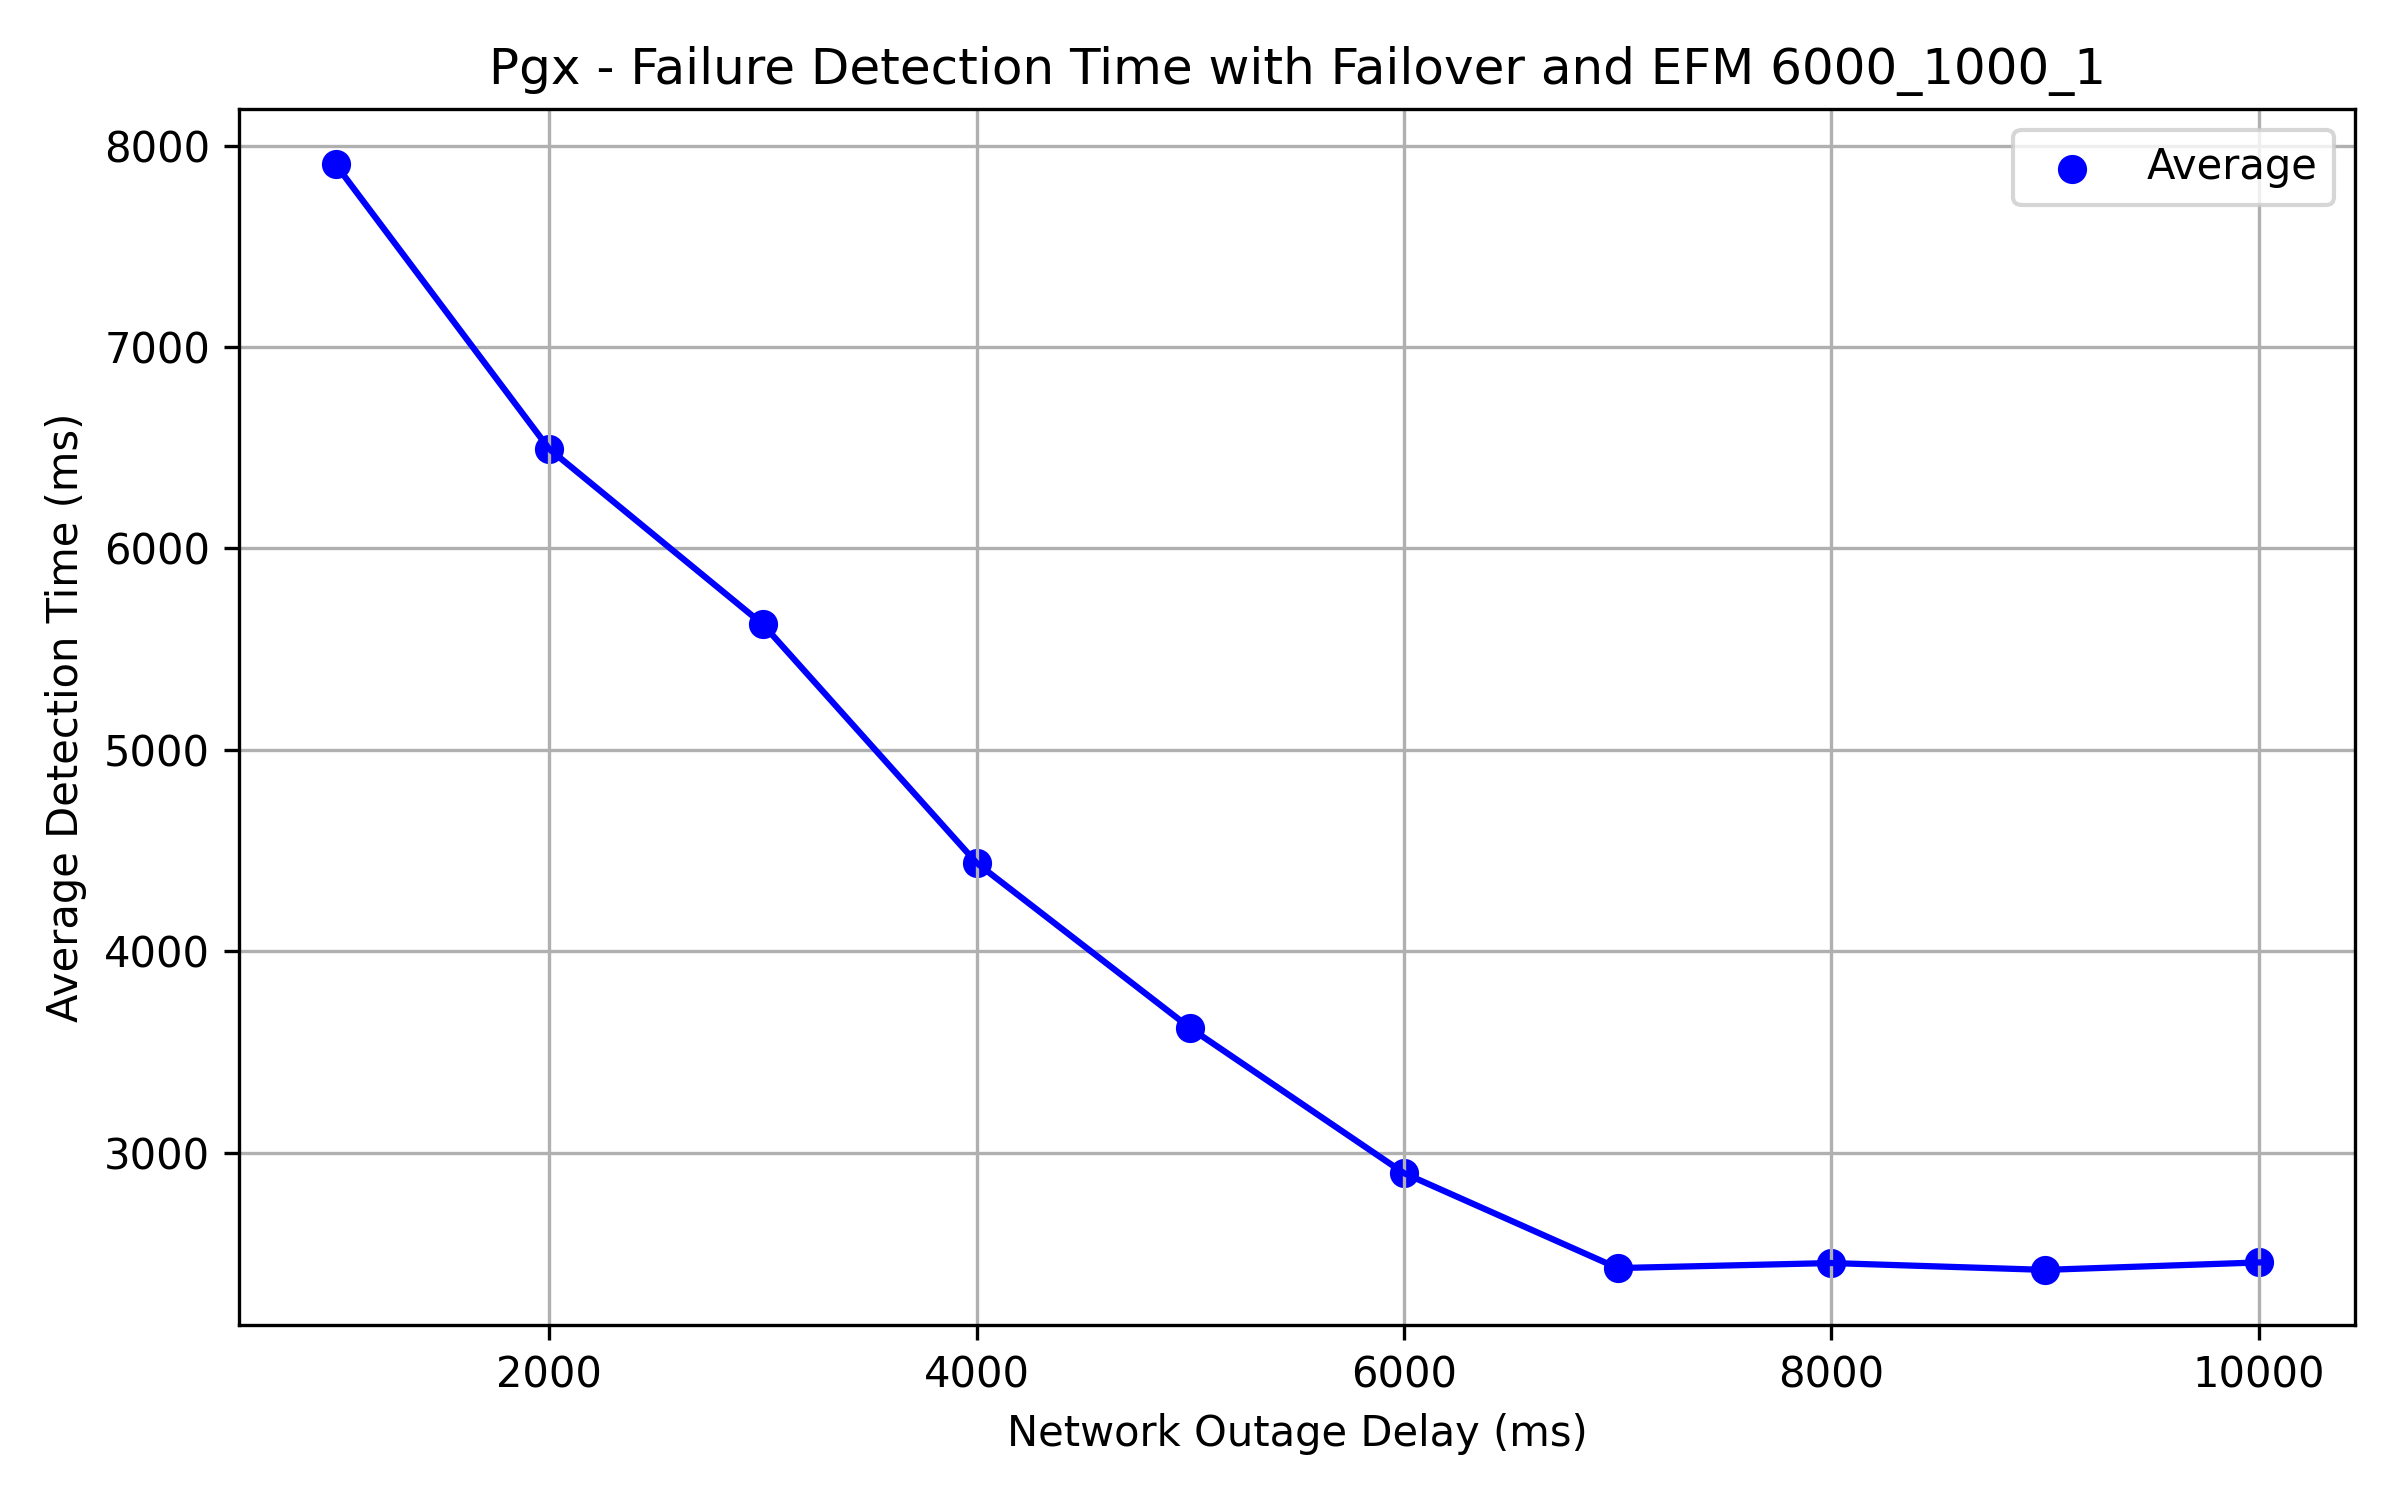 Pgx - Failure Detection Time with Failover and EFM 6000_1000_1
Average
8000
7000
6000
5000
4000
3000
Average Detection Time (ms)
2000
4000
6000
8000
10000
Network Outage Delay (ms)